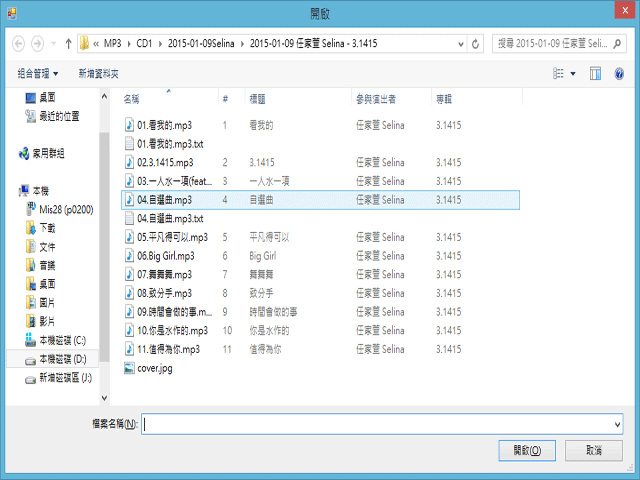 開啟
« MP3 › CD1 › 2015-01-09Selina › 2015-01-09 任家萱 Selina - 3.1415
搜尋 2015-01-09 任家萱 Seli...
組合管理 新增資料夾
名稱 # 標題 參與演出者 專輯
桌面
最近的位置
家用群組
本機
Mis28 (p0200)
下載
文件
音樂
桌面
圖片
影片
本機磁碟 (C:)
本機磁碟 (D:)
新增磁碟區 (J:)
01.看我的.mp3 1 看我的 任家萱 Selina 3.1415
01.看我的.mp3.txt
02.3.1415.mp3 2 3.1415 任家萱 Selina 3.1415
03.一人水一項(feat... 3 一人水一項 任家萱 Selina 3.1415
04.自選曲.mp3 4 自選曲 任家萱 Selina 3.1415
04.自選曲.mp3.txt
05.平凡得可以.mp3 5 平凡得可以 任家萱 Selina 3.1415
06.Big Girl.mp3 6 Big Girl 任家萱 Selina 3.1415
07.舞舞舞.mp3 7 舞舞舞 任家萱 Selina 3.1415
08.致分手.mp3 8 致分手 任家萱 Selina 3.1415
09.時間會做的事.m... 9 時間會做的事 任家萱 Selina 3.1415
10.你是水作的.mp3 10 你是水作的 任家萱 Selina 3.1415
11.值得為你.mp3 11 值得為你 任家萱 Selina 3.1415
cover.jpg
檔案名稱(N):
開啟(O) 取消